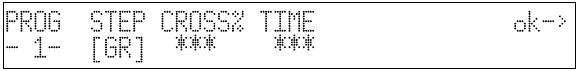 PROG STEP CROSS% TIME ok->
- 1- [GR] *** ***